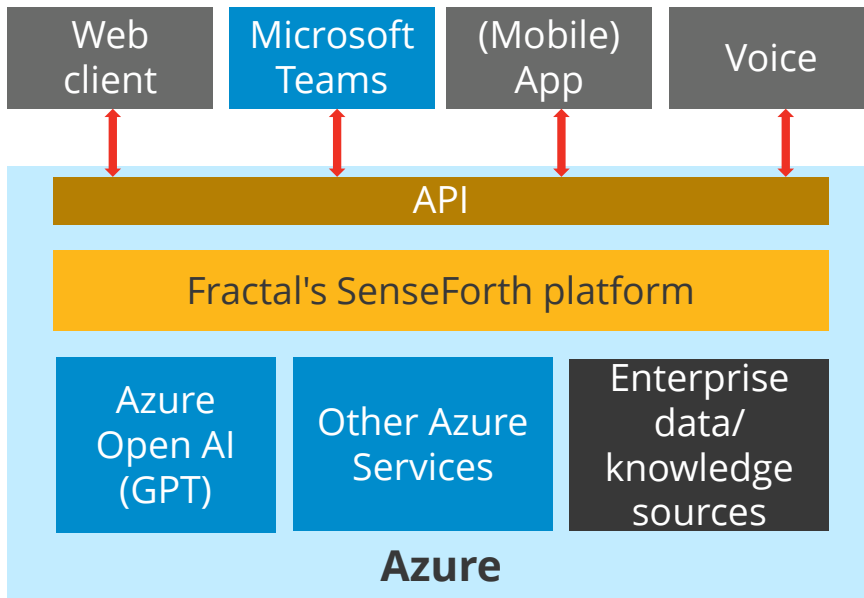 Web
client
Microsoft
Teams
(Mobile)
App
Voice
API
Fractal's SenseForth platform
Azure
Open AI
(GPT)
Other Azure
Services
Enterprise
data/
knowledge
sources
Azure